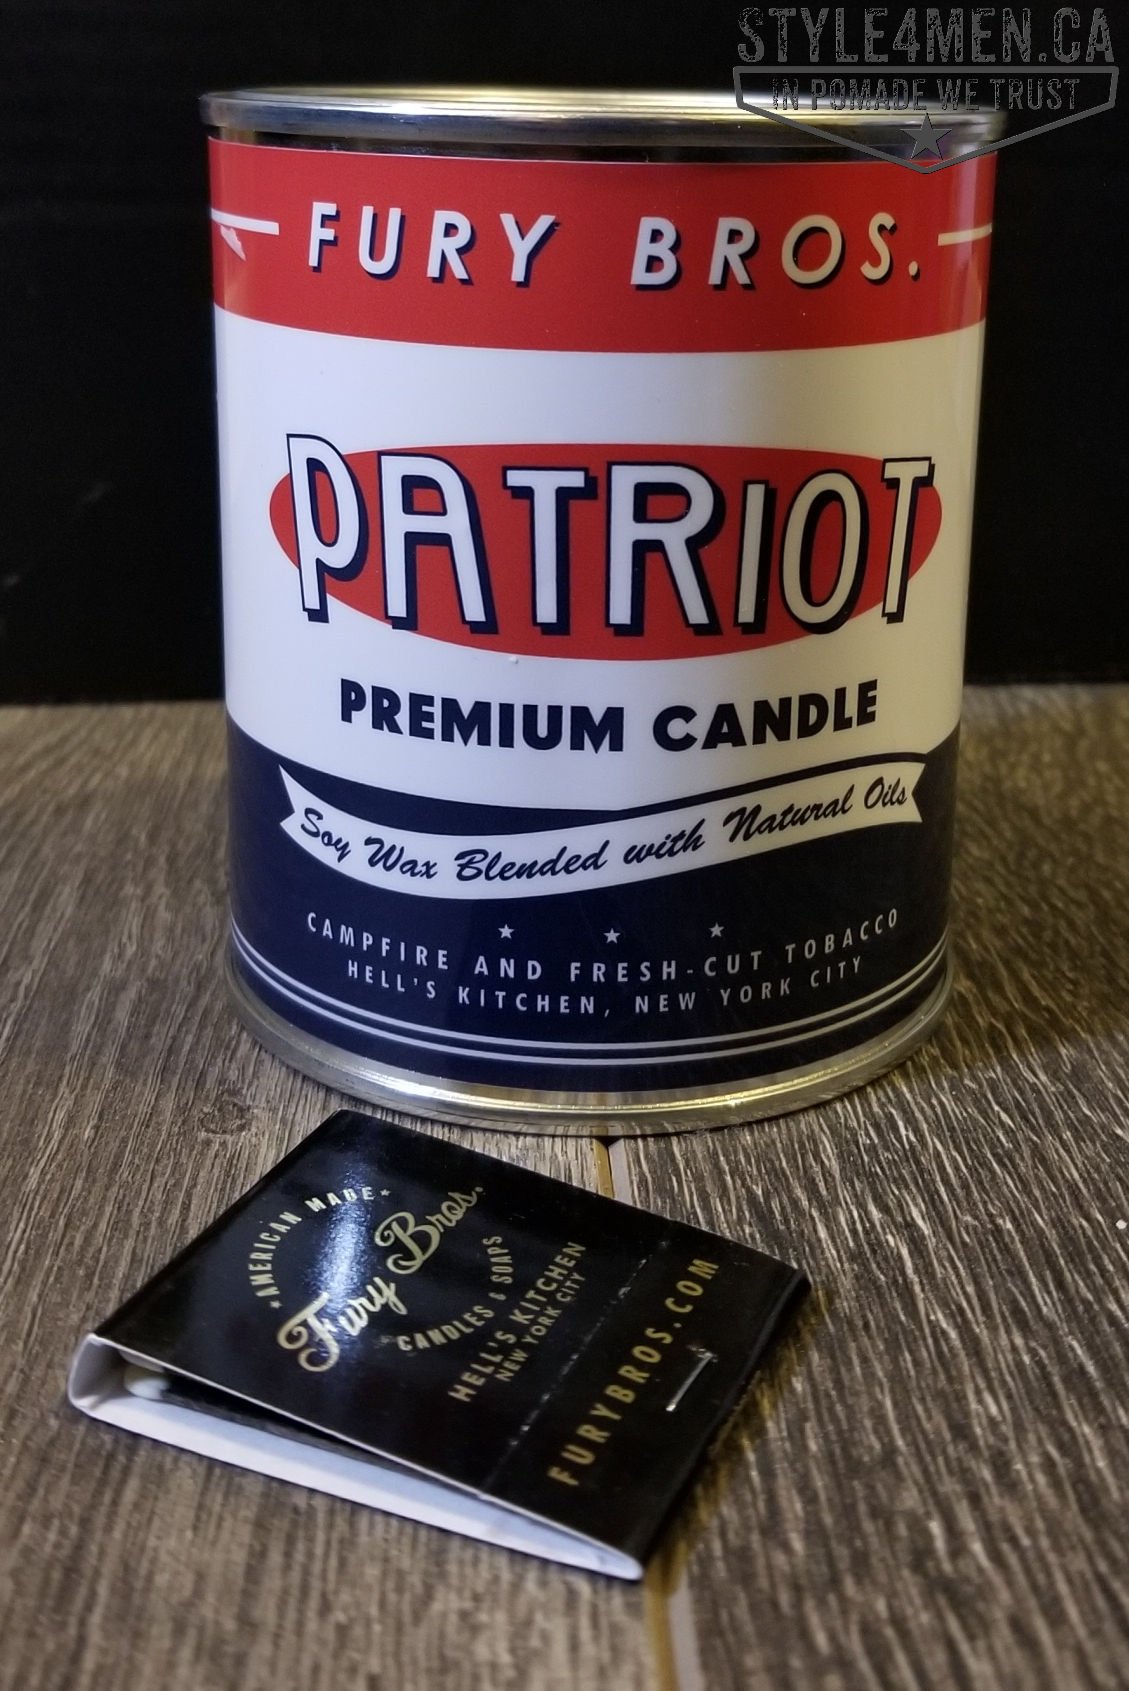 STYLE4MEN.CA
IN POMADE WE TRUST
FURY BROS.
PATRIOT
PREMIUM CANDLE
Soy Wax Blended with Natural Oils
CAMPFIRE AND FRESH-CUT TOBACCO
HELL'S KITCHEN, NEW YORK CITY
AMERICAN MADE
Fury Bros.
CANDLES & SOAPS
HELL'S KITCHEN
NEW YORK CITY
FURYBROS.COM